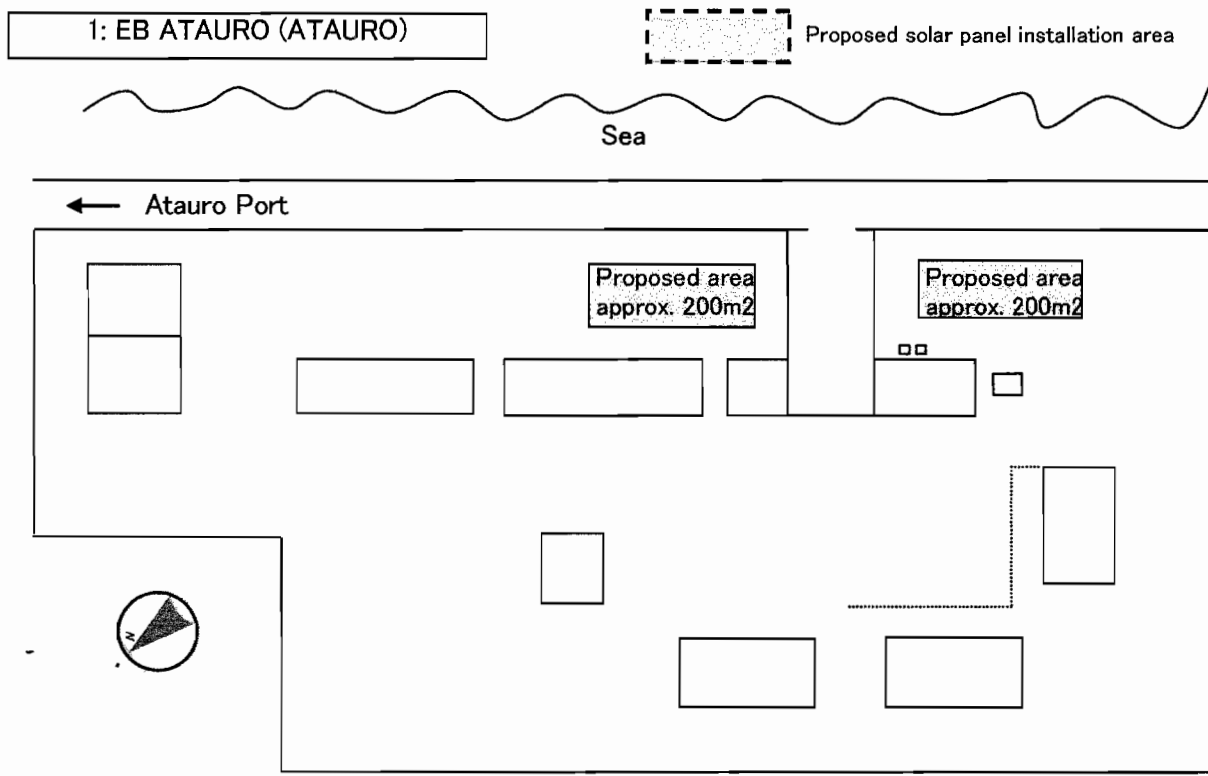 1: EB ATAURO (ATAURO)
Proposed solar panel installation area
Sea
← Atauro Port
Proposed area
approx. 200m2
Proposed area
approx. 200m2
N